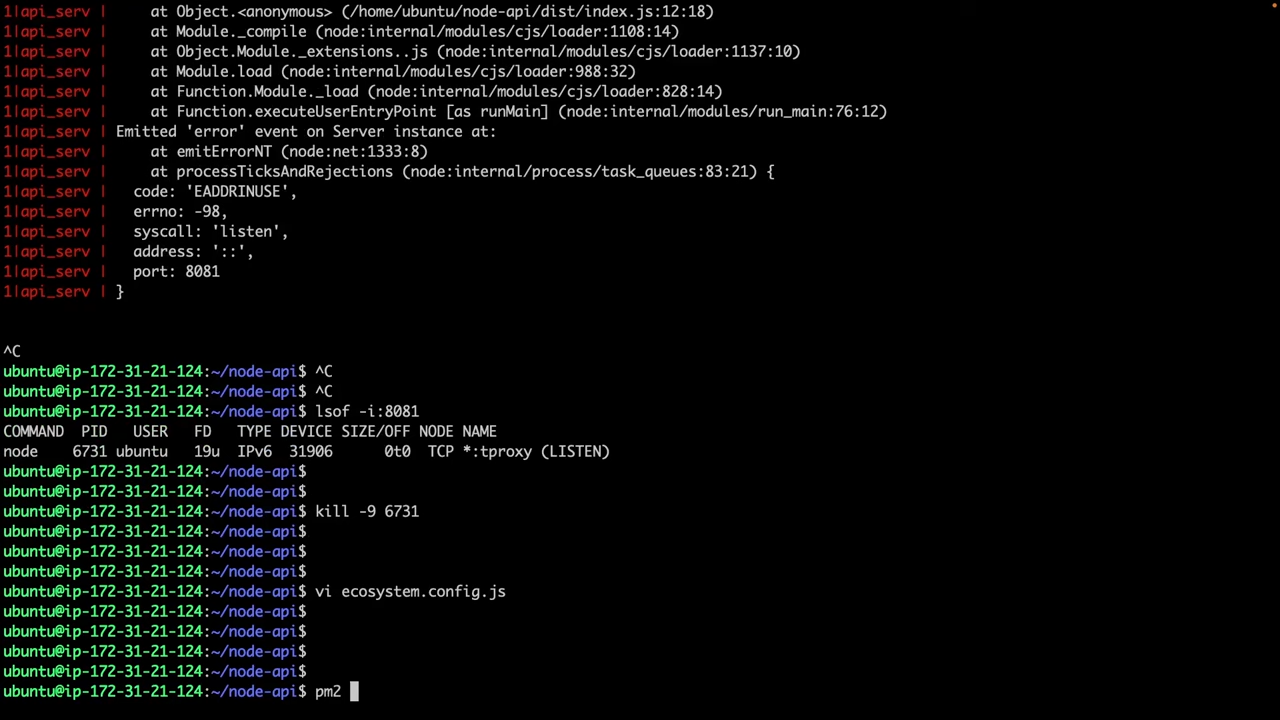 1|api_serv |     at Object.<anonymous> (/home/ubuntu/node-api/dist/index.js:12:18)
1|api_serv |     at Module._compile (node:internal/modules/cjs/loader:1108:14)
1|api_serv |     at Object.Module._extensions..js (node:internal/modules/cjs/loader:1137:10)
1|api_serv |     at Module.load (node:internal/modules/cjs/loader:988:32)
1|api_serv |     at Function.Module._load (node:internal/modules/cjs/loader:828:14)
1|api_serv |     at Function.executeUserEntryPoint [as runMain] (node:internal/modules/run_main:76:12)
1|api_serv | Emitted 'error' event on Server instance at:
1|api_serv |     at emitErrorNT (node:net:1333:8)
1|api_serv |     at processTicksAndRejections (node:internal/process/task_queues:83:21) {
1|api_serv |   code: 'EADDRINUSE',
1|api_serv |   errno: -98,
1|api_serv |   syscall: 'listen',
1|api_serv |   address: '::',
1|api_serv |   port: 8081
1|api_serv | }
^C
ubuntu@ip-172-31-21-124:~/node-api$ ^C
ubuntu@ip-172-31-21-124:~/node-api$ ^C
ubuntu@ip-172-31-21-124:~/node-api$ lsof -i:8081
COMMAND  PID   USER   FD   TYPE DEVICE SIZE/OFF NODE NAME
node    6731 ubuntu   19u  IPv6  31906      0t0  TCP *:tproxy (LISTEN)
ubuntu@ip-172-31-21-124:~/node-api$
ubuntu@ip-172-31-21-124:~/node-api$
ubuntu@ip-172-31-21-124:~/node-api$ kill -9 6731
ubuntu@ip-172-31-21-124:~/node-api$
ubuntu@ip-172-31-21-124:~/node-api$
ubuntu@ip-172-31-21-124:~/node-api$
ubuntu@ip-172-31-21-124:~/node-api$ vi ecosystem.config.js
ubuntu@ip-172-31-21-124:~/node-api$
ubuntu@ip-172-31-21-124:~/node-api$
ubuntu@ip-172-31-21-124:~/node-api$
ubuntu@ip-172-31-21-124:~/node-api$
ubuntu@ip-172-31-21-124:~/node-api$ pm2